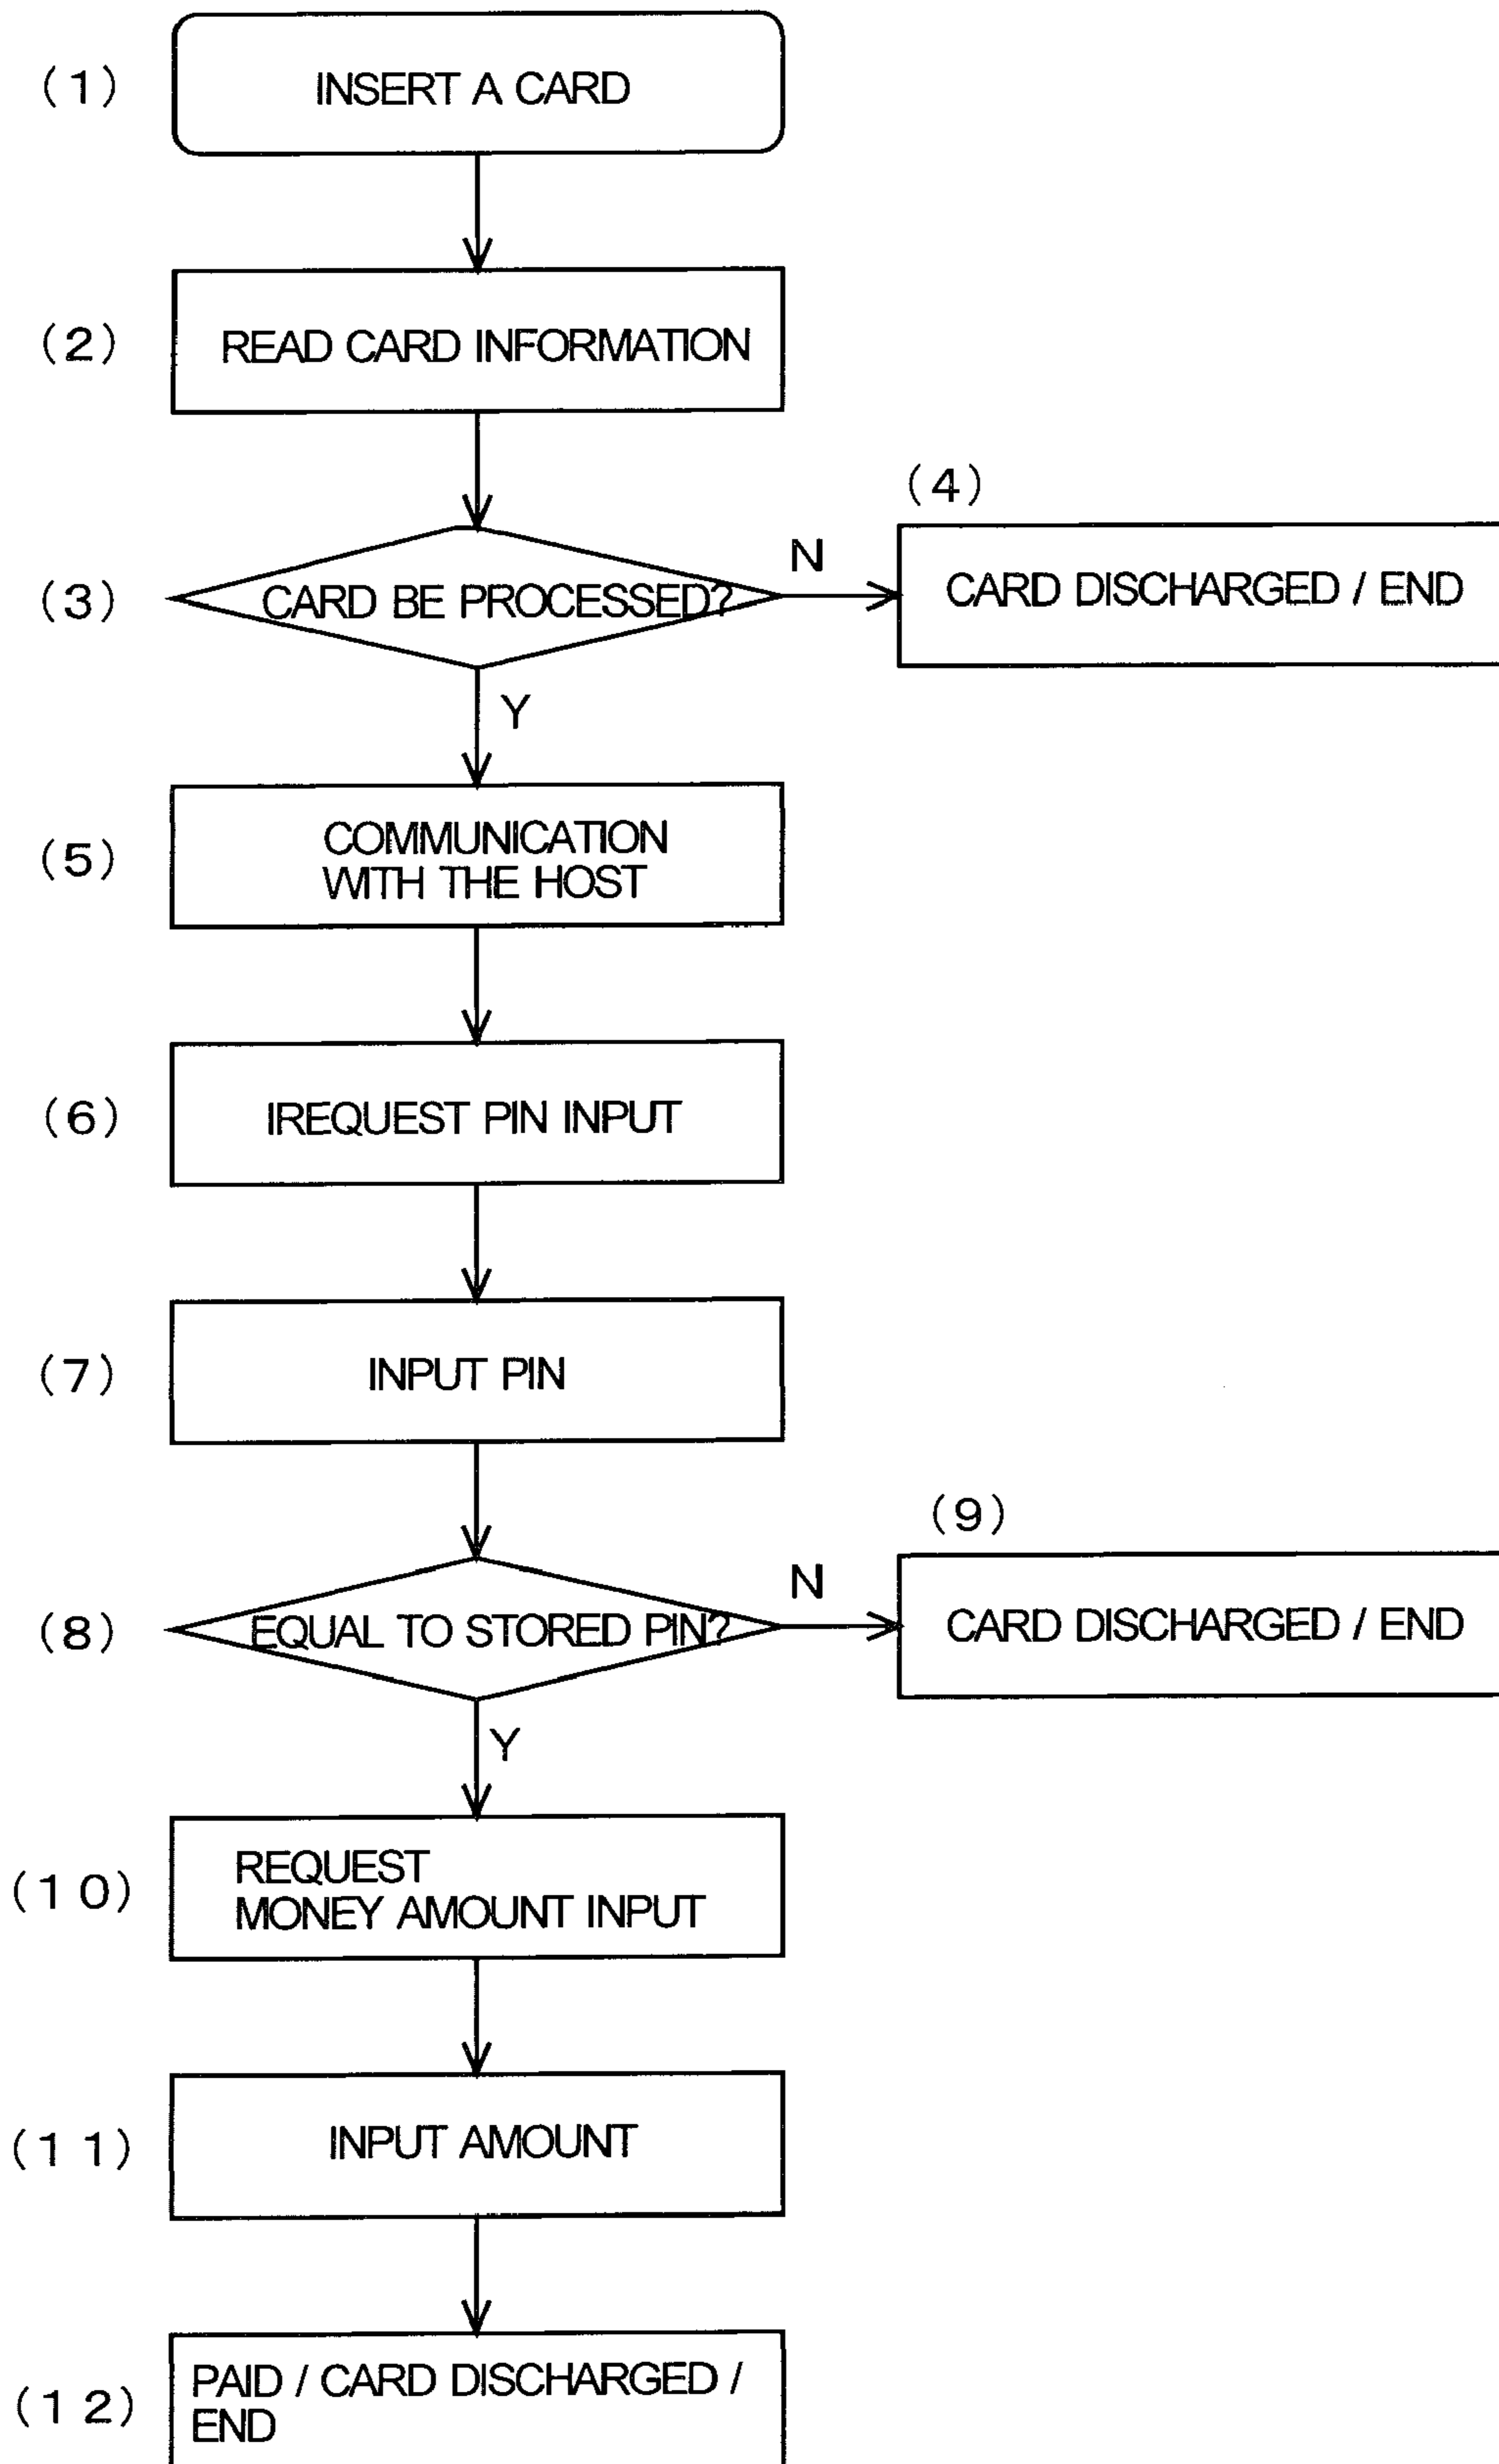 (1)
INSERT A CARD
(2)
READ CARD INFORMATION
(3)
CARD BE PROCESSED?
N
(4)
CARD DISCHARGED / END
Y
(5)
COMMUNICATION
WITH THE HOST
(6)
IREQUEST PIN INPUT
(7)
INPUT PIN
(8)
EQUAL TO STORED PIN?
N
(9)
CARD DISCHARGED / END
Y
(10)
REQUEST
MONEY AMOUNT INPUT
(11)
INPUT AMOUNT
(12)
PAID / CARD DISCHARGED /
END